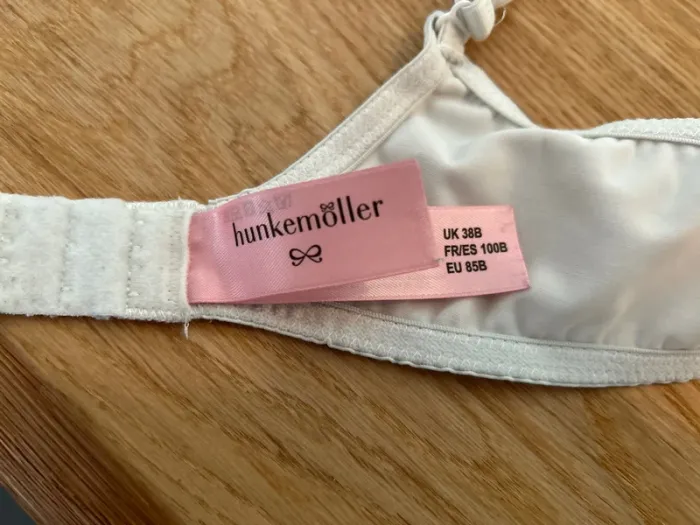 hunkemöller
UK 38B
FR/ES 100B
EU 85B